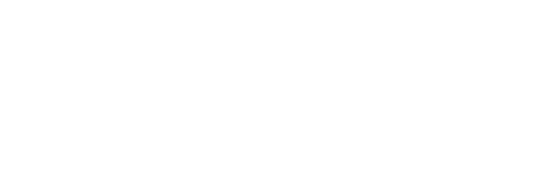 URSC
United
Rocket and Space Corporation